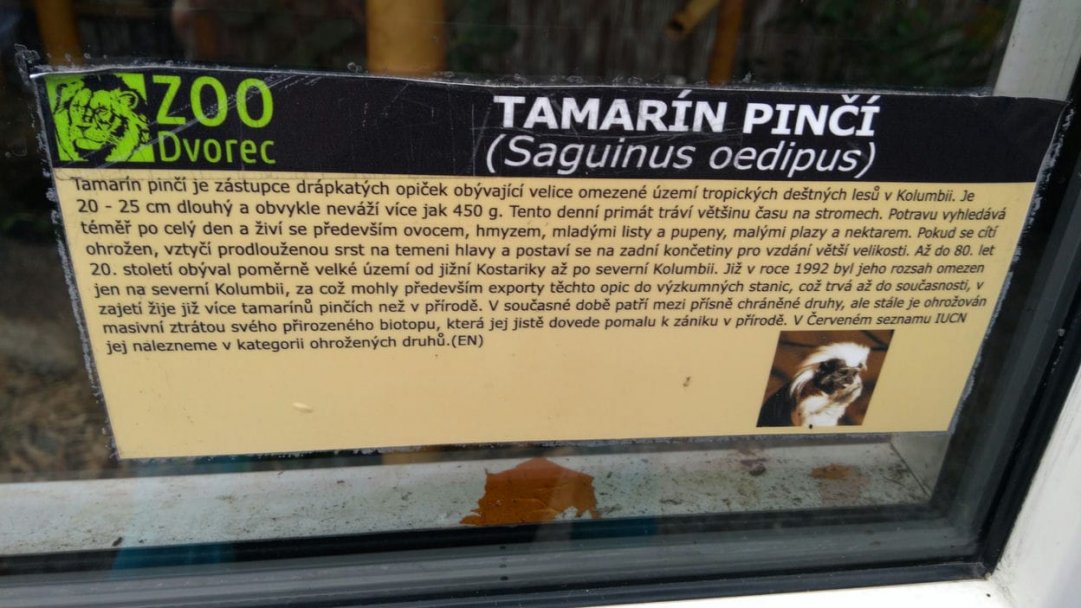 ZOO
Dvorec
TAMARÍN PINČÍ
(Saguinus oedipus)
Tamarín pinčí je zástupce drápkatých opiček obývající velice omezené území tropických deštných lesů v Kolumbii. Je
20 - 25 cm dlouhý a obvykle neváží více jak 450 g. Tento denní primát tráví většinu času na stromech. Potravu vyhledává
téměř po celý den a živí se především ovocem, hmyzem, mladými listy a pupeny, malými plazy a nektarem. Pokud se cítí
ohrožen, vztyčí prodlouženou srst na temeni hlavy a postaví se na zadní končetiny pro vzdání větší velikosti. Až do 80. let
20. století obýval poměrně velké území od jižní Kostariky až po severní Kolumbii. Již v roce 1992 byl jeho rozsah omezen
jen na severní Kolumbii, za což mohly především exporty těchto opic do výzkumných stanic, což trvá až do současnosti, v
zajetí žije již více tamarínů pinčích než v přírodě. V současné době patří mezi přísně chráněné druhy, ale stále je ohrožován
masivní ztrátou svého přirozeného biotopu, která jej jistě dovede pomalu k zániku v přírodě. V Červeném seznamu IUCN
jej nalezneme v kategorii ohrožených druhů.(EN)